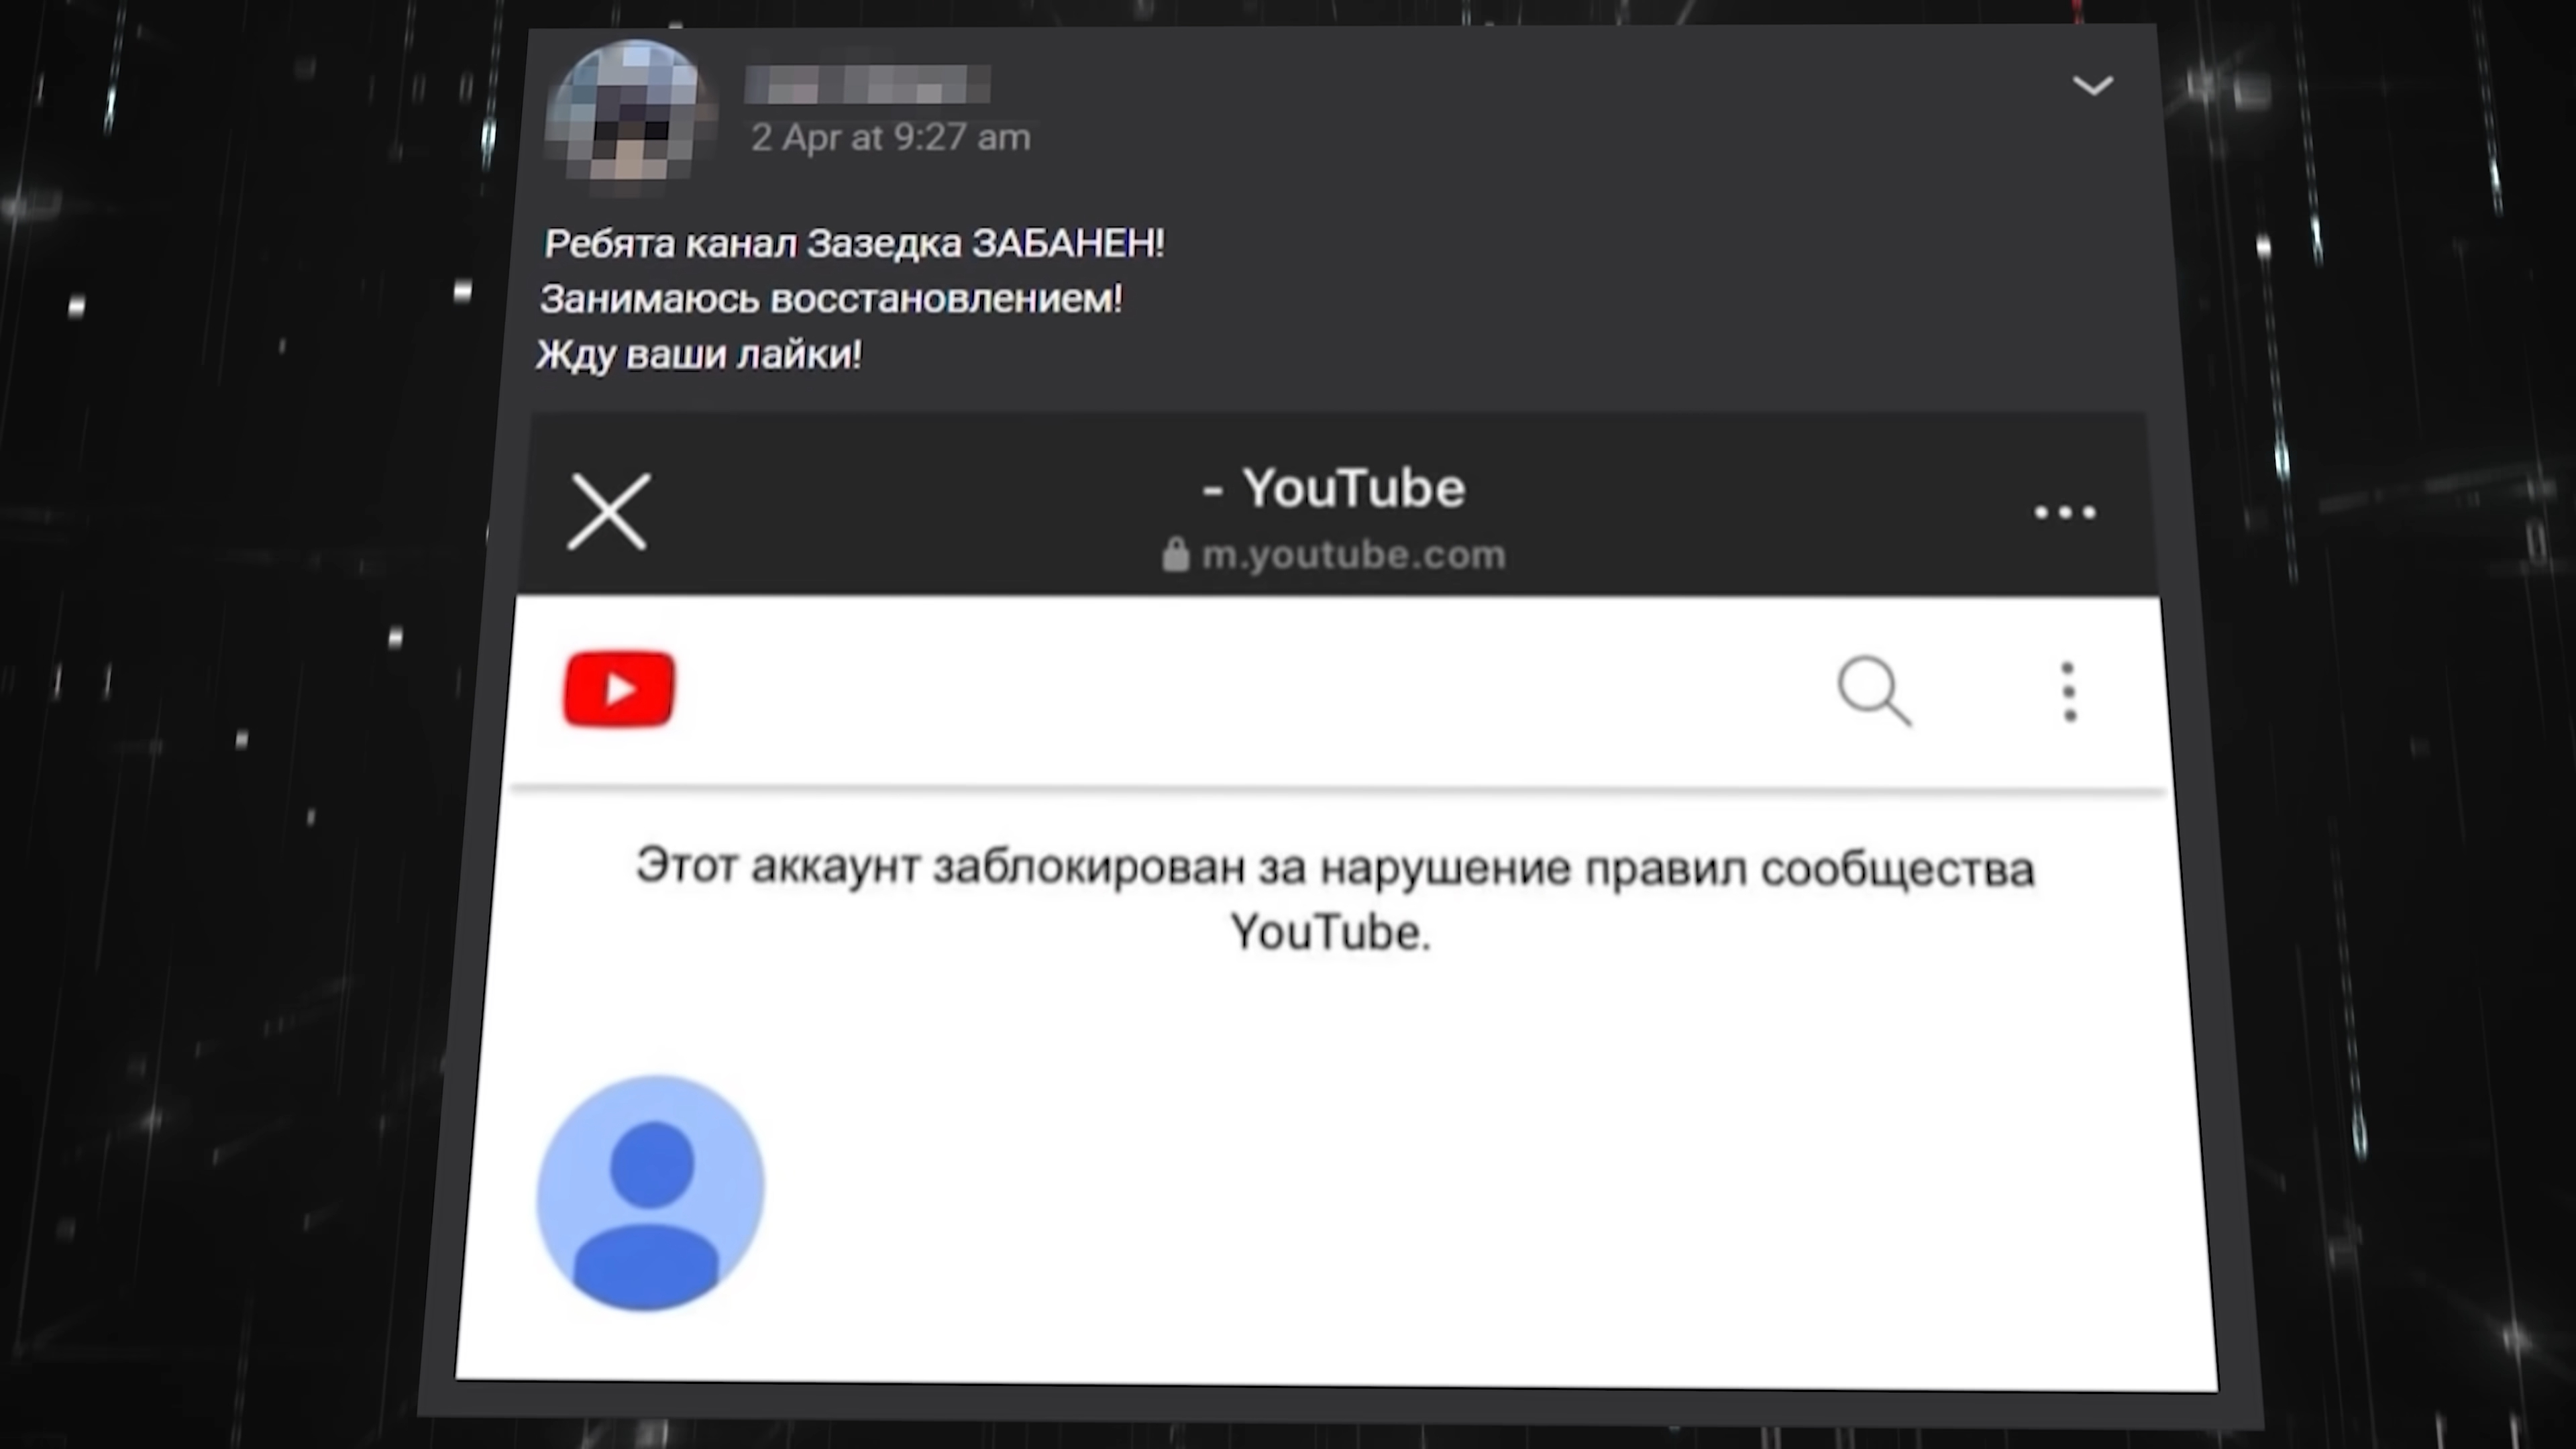 2 Apr at 9:27 am
Ребята канал Зазедка ЗАБАНЕН!
Занимаюсь восстановлением!
Жду ваши лайки!
- YouTube
m.youtube.com
Этот аккаунт заблокирован за нарушение правил сообщества
YouTube.